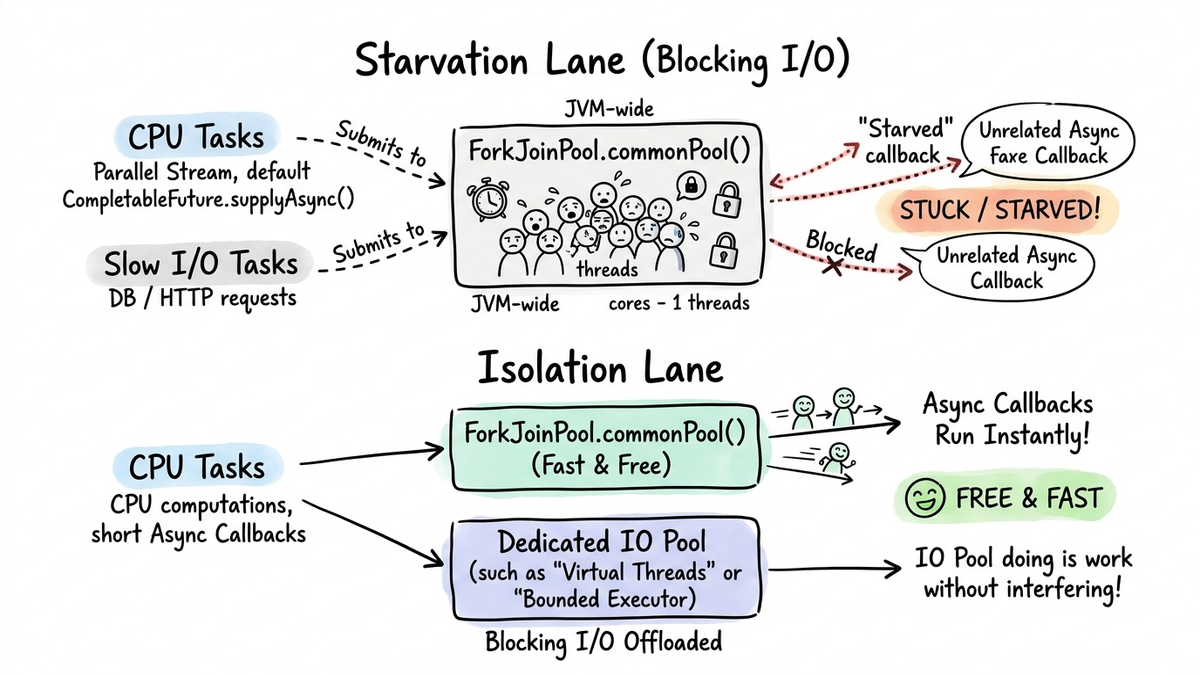 Starvation Lane (Blocking I/O)
CPU Tasks
Parallel Stream, default
CompletableFuture.supplyAsync()
Submits to
Slow I/O Tasks
DB / HTTP requests
Submits to
JVM-wide
ForkJoinPool.commonPool()
threads
JVM-wide
cores - 1 threads
"Starved"
callback
Unrelated Async
Faxe Callback
STUCK / STARVED!
Blocked
Unrelated Async
Callback
Isolation Lane
CPU Tasks
CPU computations,
short Async Callbacks
ForkJoinPool.commonPool()
(Fast & Free)
Async Callbacks
Run Instantly!
FREE & FAST
Dedicated IO Pool
(such as "Virtual Threads" or
"Bounded Executor)
Blocking I/O Offloaded
IO Pool doing is work
without interfering!